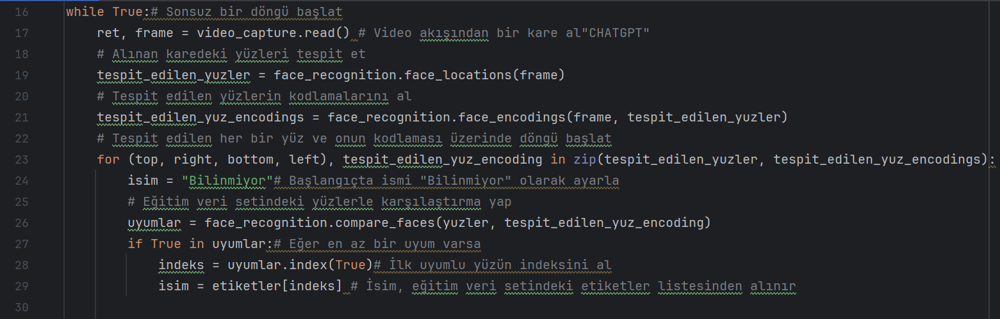 16 while True:# Sonsuz bir döngü başlat
17     ret, frame = video_capture.read() # Video akışından bir kare al"CHATGPT"
18     # Alınan karedeki yüzleri tespit et
19     tespit_edilen_yuzler = face_recognition.face_locations(frame)
20     # Tespit edilen yüzlerin kodlamalarını al
21     tespit_edilen_yuz_encodings = face_recognition.face_encodings(frame, tespit_edilen_yuzler)
22     # Tespit edilen her bir yüz ve onun kodlaması üzerinde döngü başlat
23     for (top, right, bottom, left), tespit_edilen_yuz_encoding in zip(tespit_edilen_yuzler, tespit_edilen_yuz_encodings):
24         isim = "Bilinmiyor"# Başlangıçta ismi "Bilinmiyor" olarak ayarla
25         # Eğitim veri setindeki yüzlerle karşılaştırma yap
26         uyumlar = face_recognition.compare_faces(yuzler, tespit_edilen_yuz_encoding)
27         if True in uyumlar:# Eğer en az bir uyum varsa
28             indeks = uyumlar.index(True)# İlk uyumlu yüzün indeksini al
29             isim = etiketler[indeks] # İsim, eğitim veri setindeki etiketler listesinden alınır
30